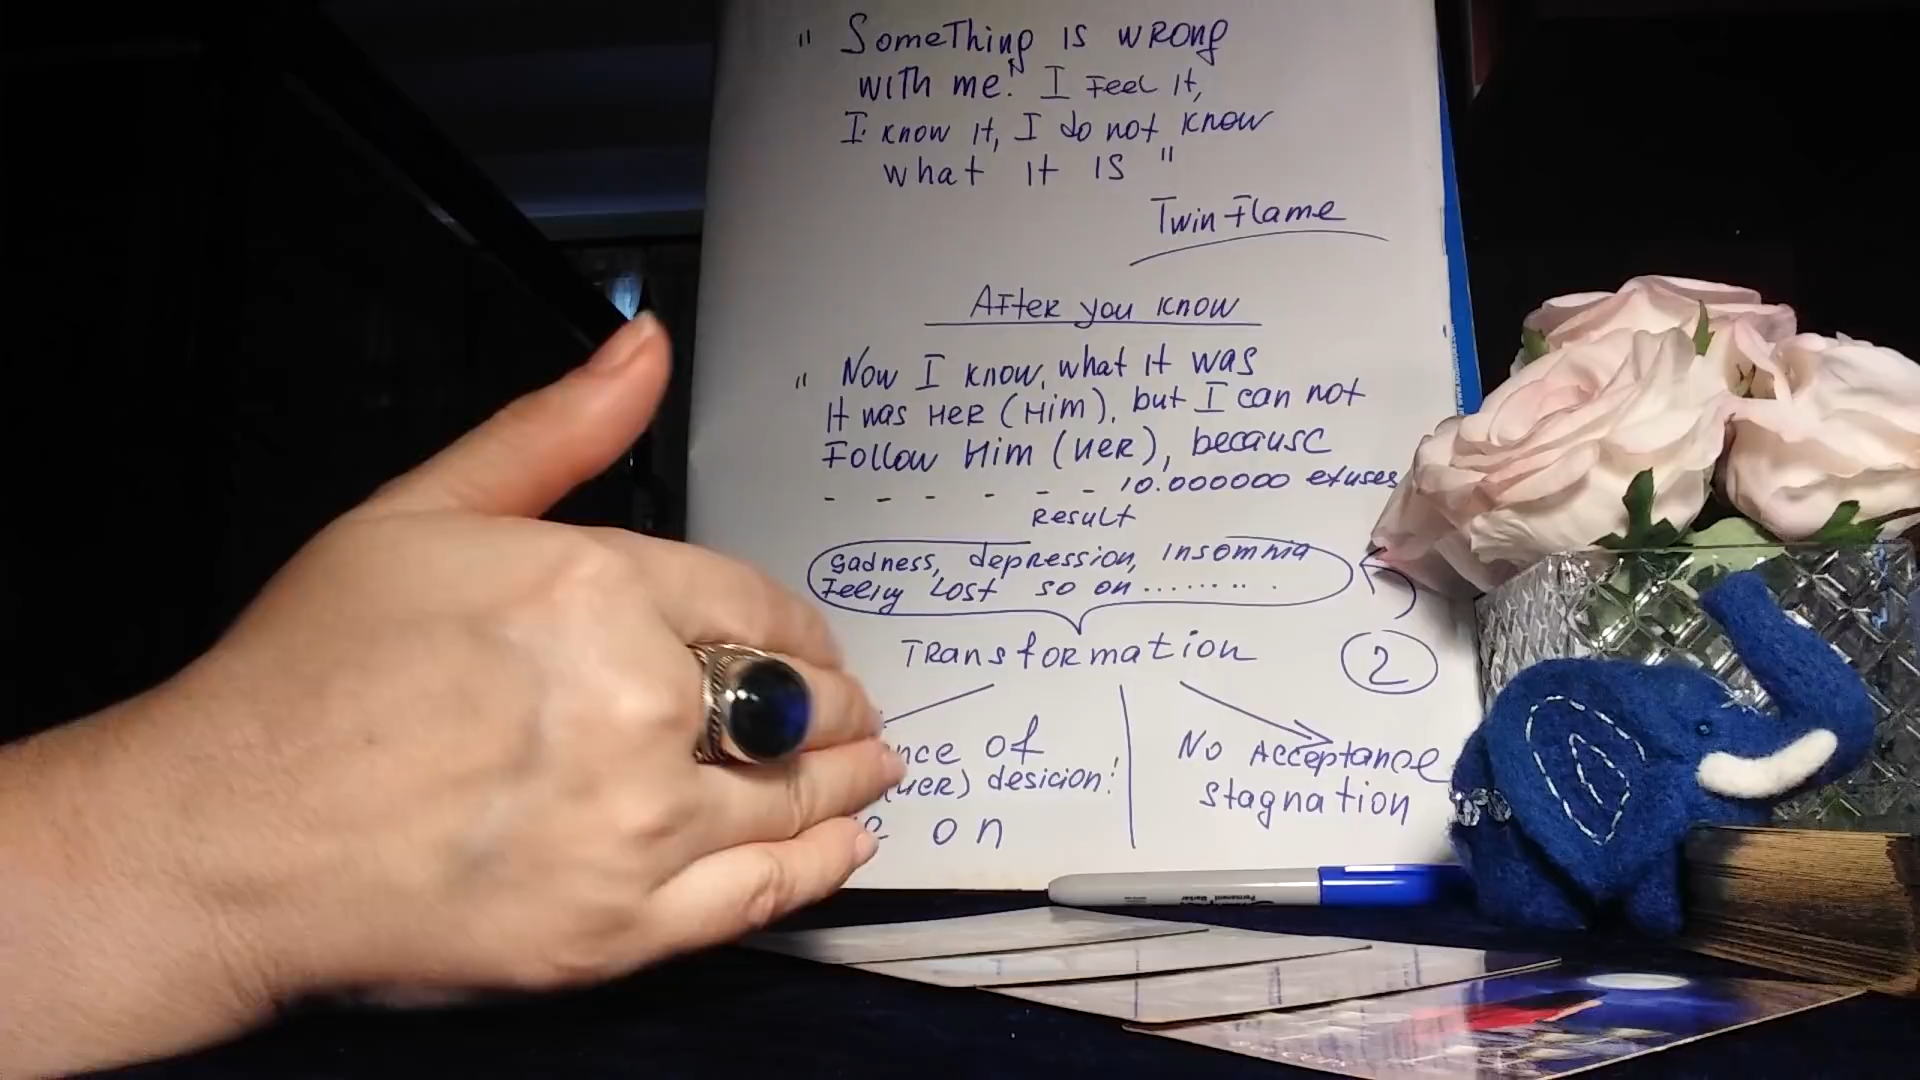 " Something is wrong
with me! I feel it,
I know it, I do not know
what it is "
Twin Flame
After you know
" Now I know, what it was
It was Her (Him), but I can not
Follow Him (Her), because
- - - - - - 10.000000 exuses
Result
sadness, depression, insomnia
Feeling Lost so on .........
Transformation
2
nce of
(Her) desicion!
on
No Acceptance
stagnation
Permanent Marker